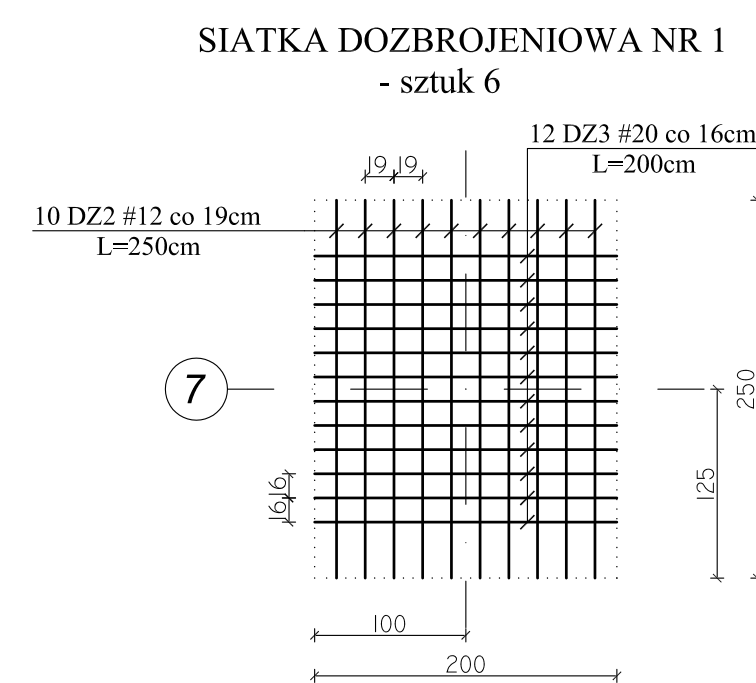 SIATKA DOZBROJENIOWA NR 1
- sztuk 6
12 DZ3 #20 co 16cm
L=200cm
19 19
10 DZ2 #12 co 19cm
L=250cm
7
250
125
16 16
100
200